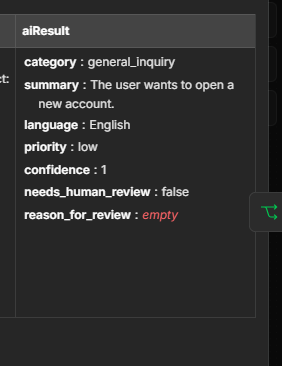 aiResult
ct:
category : general_inquiry
summary : The user wants to open a
new account.
language : English
priority : low
confidence : 1
needs_human_review : false
reason_for_review : empty